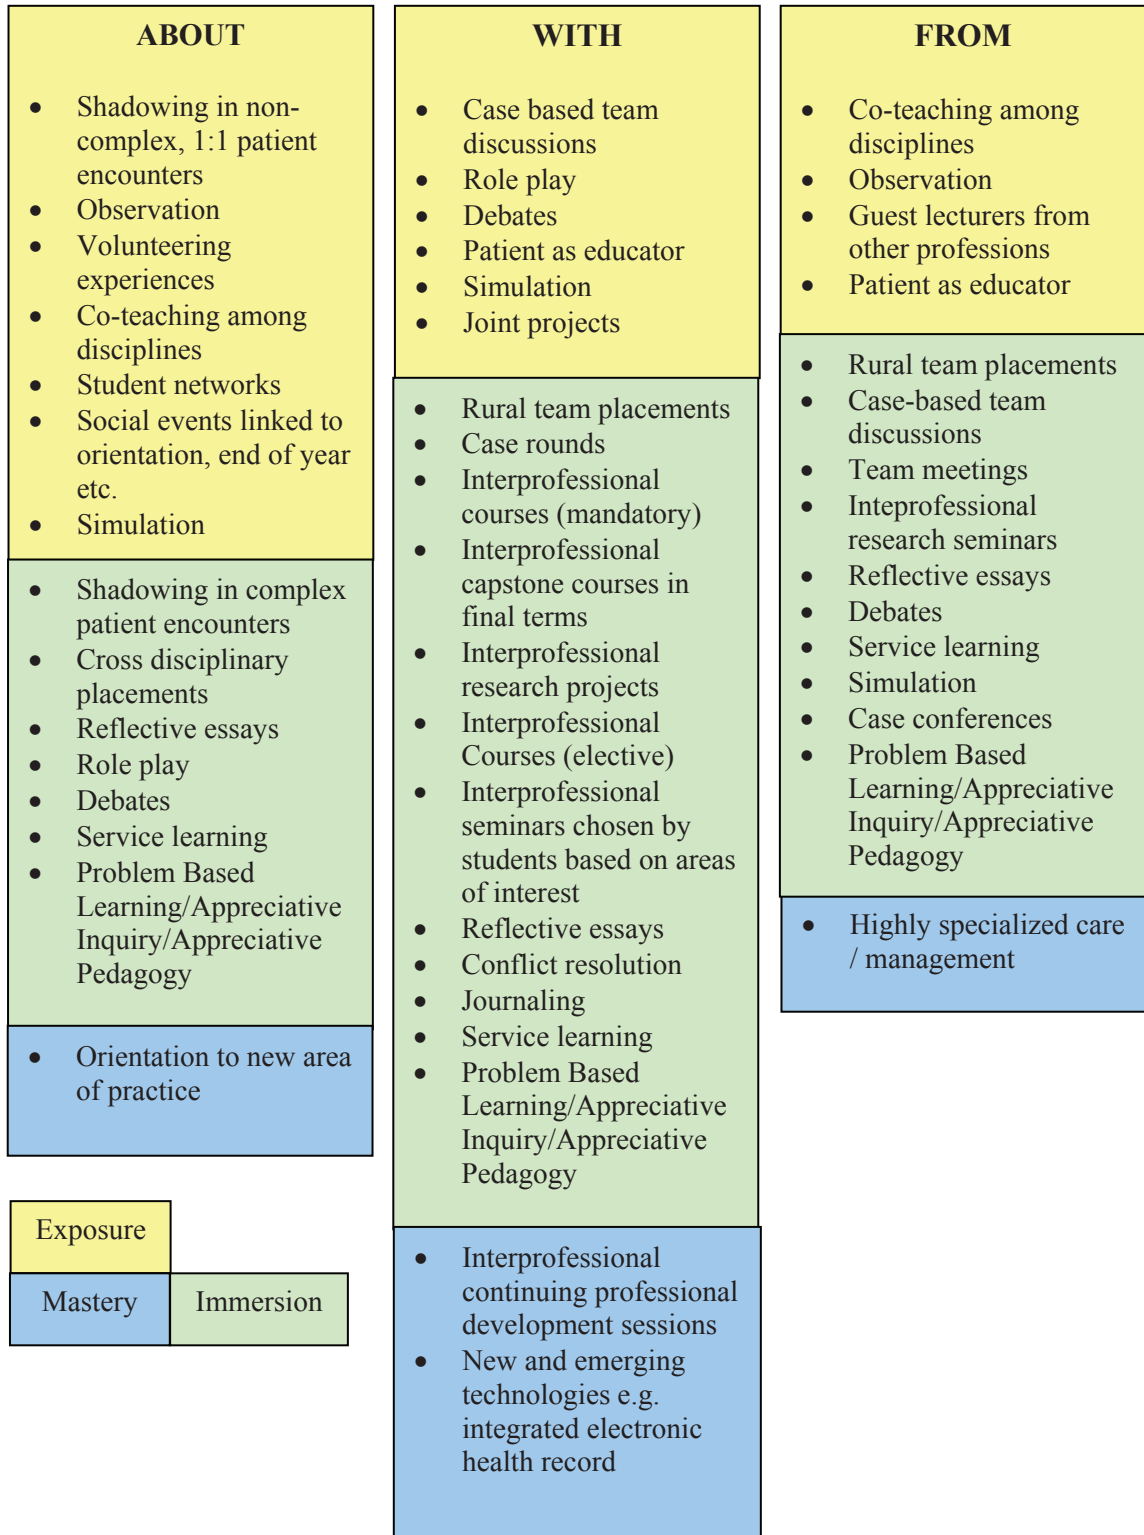 ABOUT
• Shadowing in non-
complex, 1:1 patient
encounters
• Observation
• Volunteering
experiences
• Co-teaching among
disciplines
• Student networks
• Social events linked to
orientation, end of year
etc.
• Simulation
• Shadowing in complex
patient encounters
• Cross disciplinary
placements
• Reflective essays
• Role play
• Debates
• Service learning
• Problem Based
Learning/Appreciative
Inquiry/Appreciative
Pedagogy
• Orientation to new area
of practice
WITH
• Case based team
discussions
• Role play
• Debates
• Patient as educator
• Simulation
• Joint projects
• Rural team placements
• Case rounds
• Interprofessional
courses (mandatory)
• Interprofessional
capstone courses in
final terms
• Interprofessional
research projects
• Interprofessional
Courses (elective)
• Interprofessional
seminars chosen by
students based on areas
of interest
• Reflective essays
• Conflict resolution
• Journaling
• Service learning
• Problem Based
Learning/Appreciative
Inquiry/Appreciative
Pedagogy
• Interprofessional
continuing professional
development sessions
• New and emerging
technologies e.g.
integrated electronic
health record
FROM
• Co-teaching among
disciplines
• Observation
• Guest lecturers from
other professions
• Patient as educator
• Rural team placements
• Case-based team
discussions
• Team meetings
• Inteprofessional
research seminars
• Reflective essays
• Debates
• Service learning
• Simulation
• Case conferences
• Problem Based
Learning/Appreciative
Inquiry/Appreciative
Pedagogy
• Highly specialized care
/ management
Exposure
Mastery
Immersion